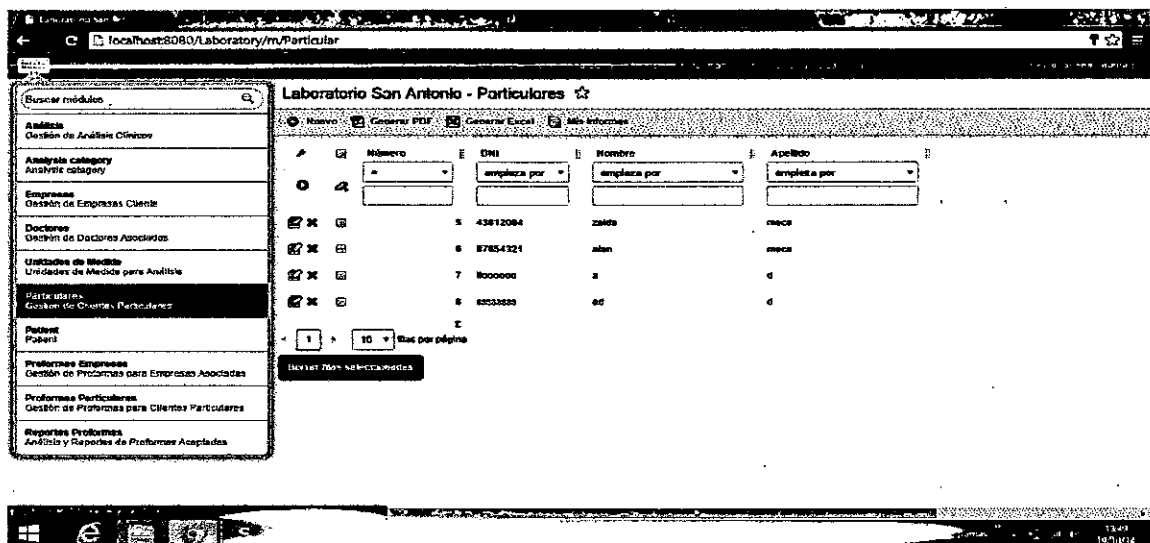 localhost:8080/Laboratory/m/Particular
Buscar módulos
Laboratorio San Antonio - Particulares
Nuevo Generar PDF Generar Excel Mis informes
Análisis
Gestión de Análisis Clínicos
Analysis category
Analysis category
Empresas
Gestión de Empresas Cliente
Doctores
Gestión de Doctores Asociados
Unidades de Medida
Unidades de Medida para Análisis
Particulares
Gestión de Clientes Particulares
Patient
Patient
Proformas Empresas
Gestión de Proformas para Empresas Asociadas
Proformas Particulares
Gestión de Proformas para Clientes Particulares
Reportes Proformas
Análisis y Reportes de Proformas Aceptadas
Número DNI Nombre Apellido
= empieza por empieza por empieza por
5 43812084 zaida meca
6 87654321 alan meca
7 a d
8 ed d
Σ
1 10 filas por página
Borrar filas seleccionadas